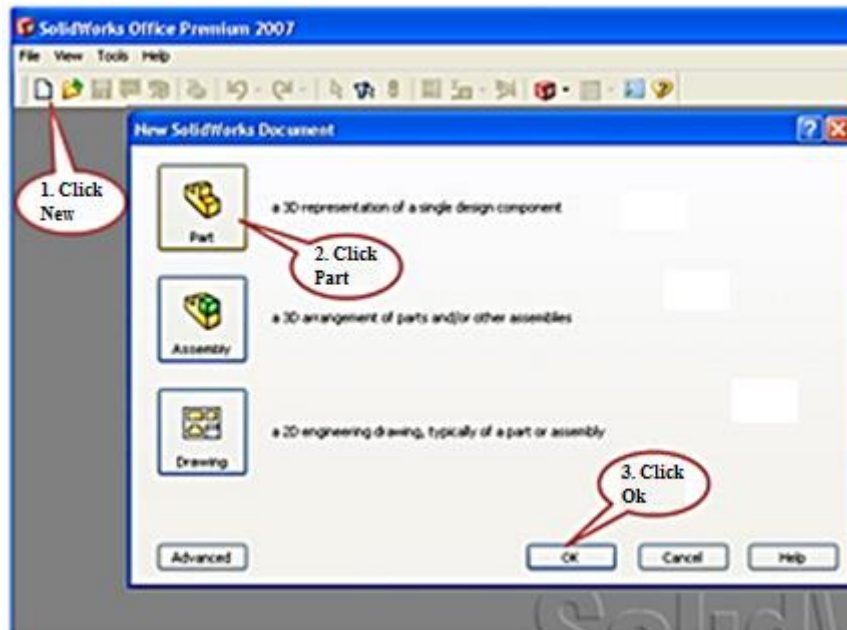 SolidWorks Office Premium 2007
File View Tools Help
New SolidWorks Document
1. Click
New
Part
a 3D representation of a single design component
2. Click
Part
Assembly
a 3D arrangement of parts and/or other assemblies
Drawing
a 2D engineering drawing, typically of a part or assembly
3. Click
Ok
Advanced
OK
Cancel
Help